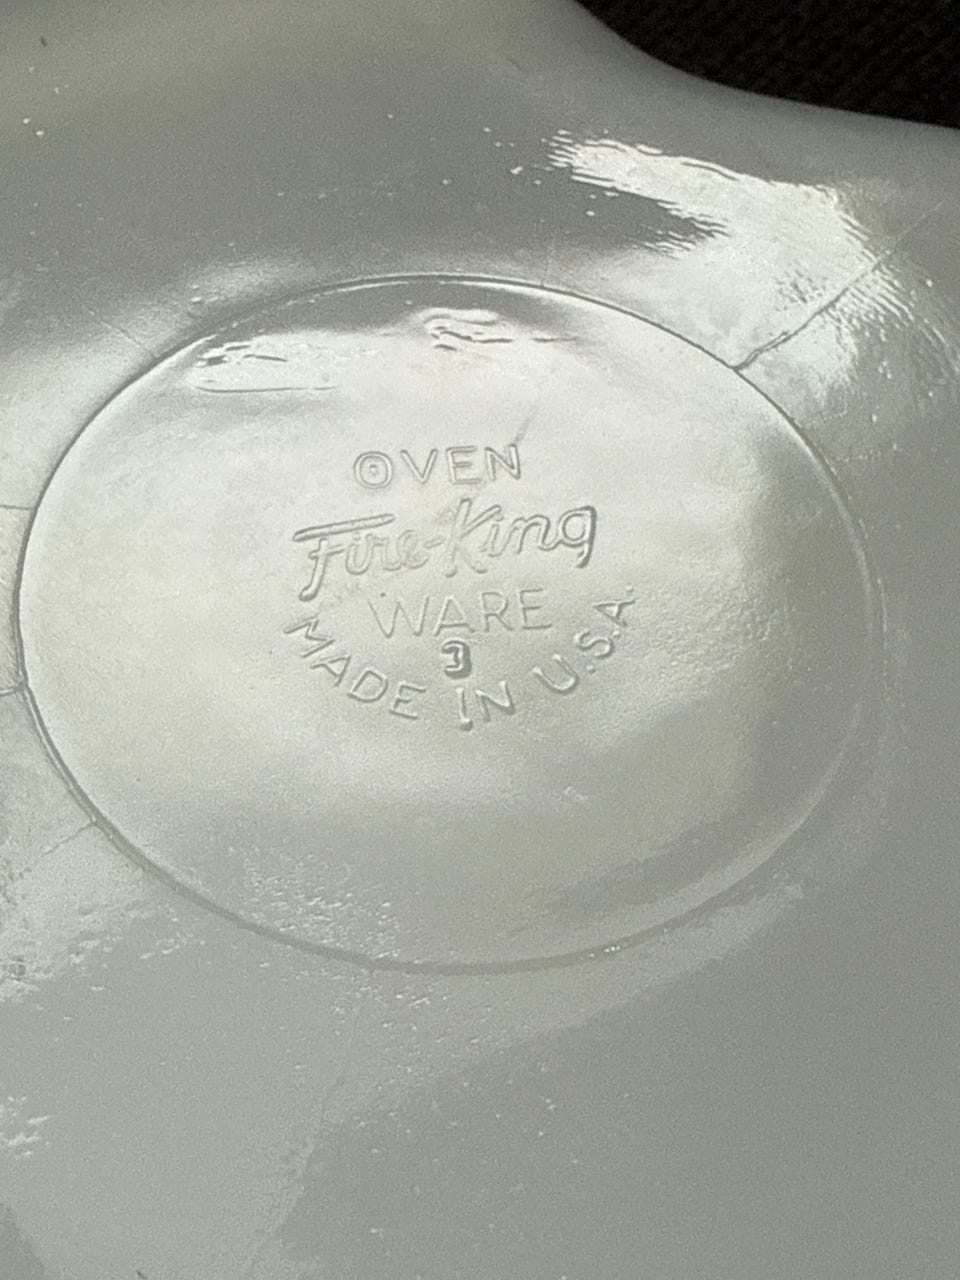 OVEN
Fire-King
WARE
3
MADE IN U.S.A.